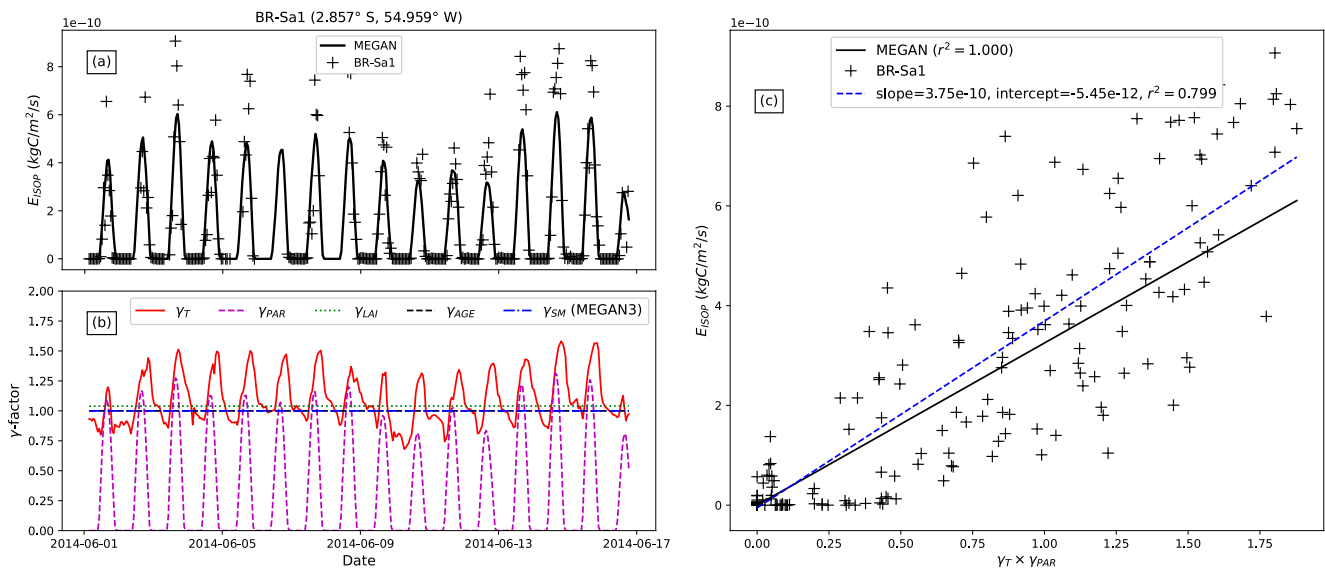 BR-Sa1 (2.857° S, 54.959° W)
1e−10
(a)
MEGAN
BR-Sa1
E_ISOP (kgC/m²/s)
8
6
4
2
0
(b)
γ_T
γ_PAR
γ_LAI
γ_AGE
γ_SM (MEGAN3)
γ-factor
2.00
1.75
1.50
1.25
1.00
0.75
0.50
0.25
0.00
2014-06-01
2014-06-05
2014-06-09
2014-06-13
2014-06-17
Date
1e−10
MEGAN (r² = 1.000)
BR-Sa1
slope=3.75e-10, intercept=-5.45e-12, r² = 0.799
(c)
E_ISOP (kgC/m²/s)
8
6
4
2
0
0.00
0.25
0.50
0.75
1.00
1.25
1.50
1.75
γ_T × γ_PAR